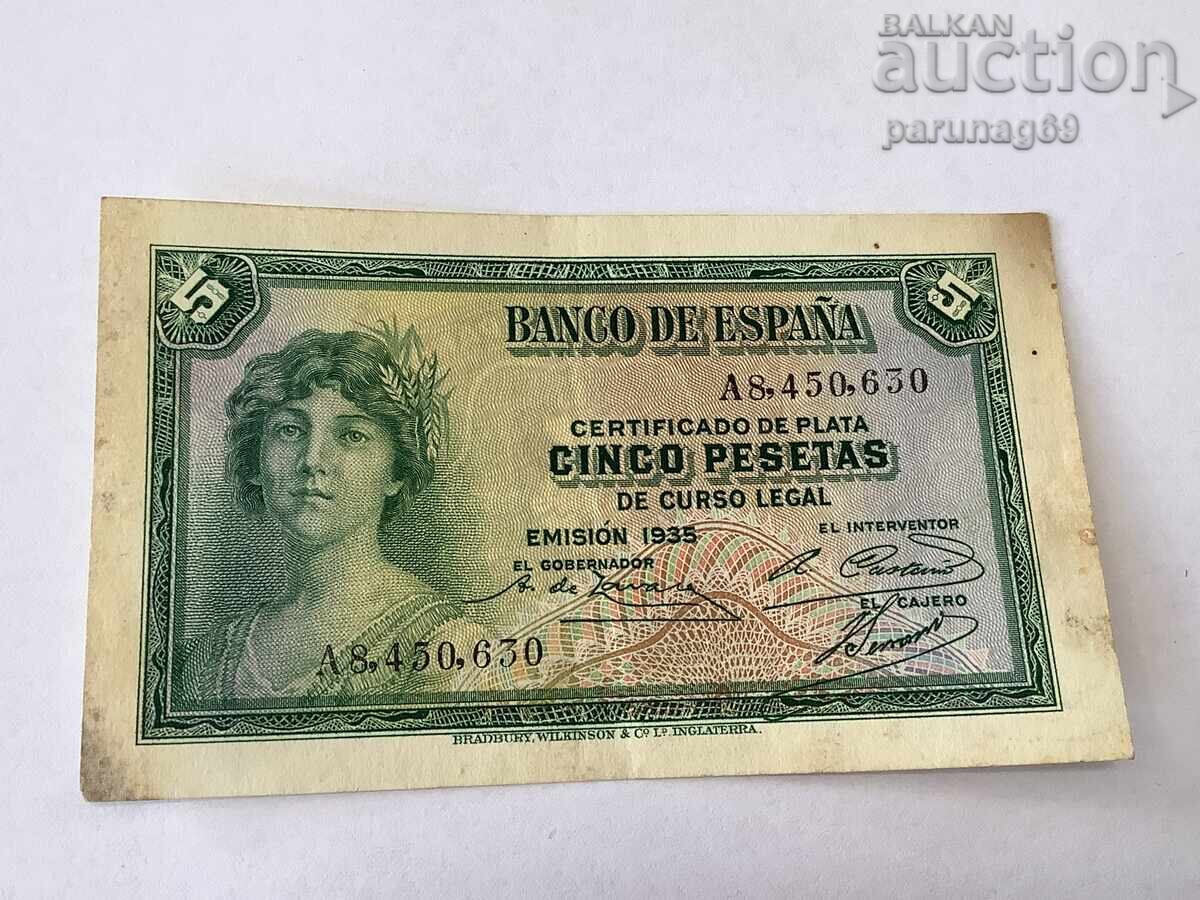 BALKAN
auction
parunag69
5
5
BANCO DE ESPAÑA
A8,450,630
CERTIFICADO DE PLATA
CINCO PESETAS
DE CURSO LEGAL
EMISIÓN 1935
EL INTERVENTOR
EL GOBERNADOR
EL CAJERO
A8,450,630
BRADBURY, WILKINSON & Cº Lᴰ. INGLATERRA.